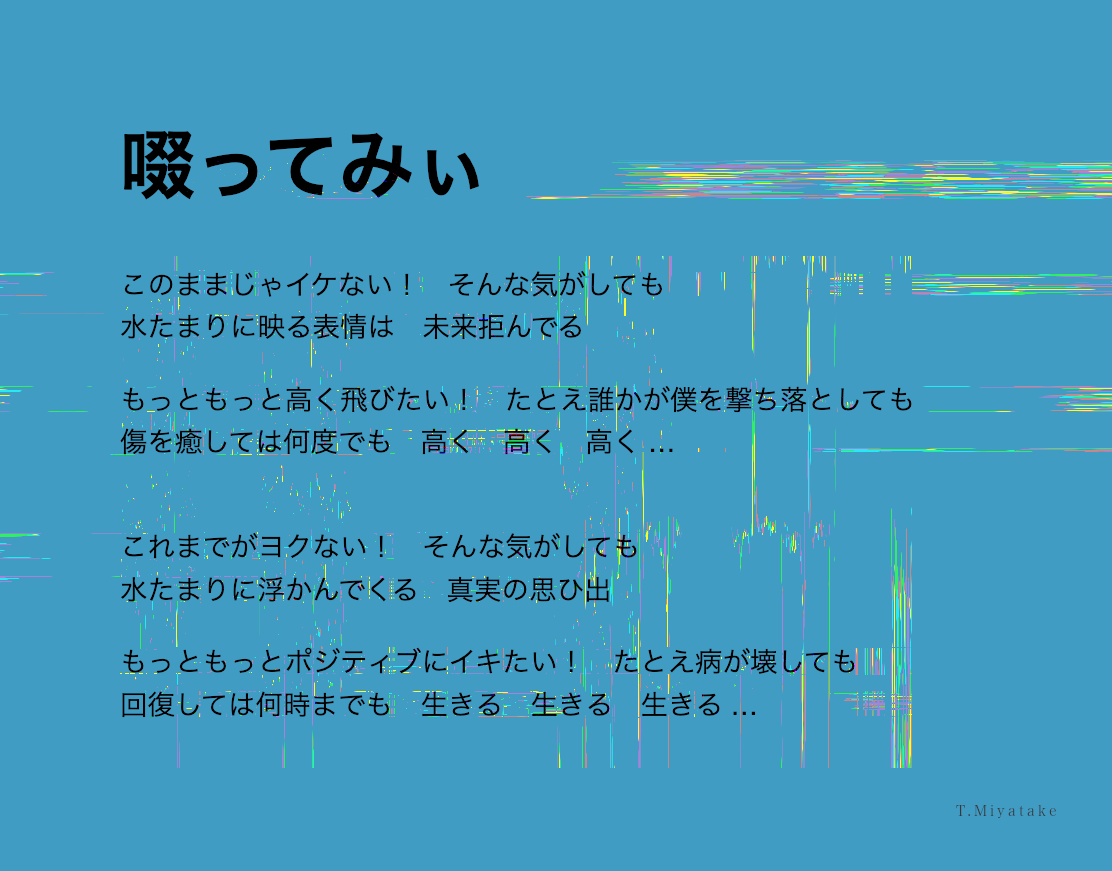 啜ってみぃ
このままじゃイケない！　そんな気がしても
水たまりに映る表情は　未来拒んでる
もっともっと高く飛びたい！　たとえ誰かが僕を撃ち落としても
傷を癒しては何度でも　高く　高く　高く …
これまでがヨクない！　そんな気がしても
水たまりに浮かんでくる　真実の思ひ出
もっともっとポジティブにイキたい！　たとえ病が壊しても
回復しては何時までも　生きる　生きる　生きる …
T.Miyatake